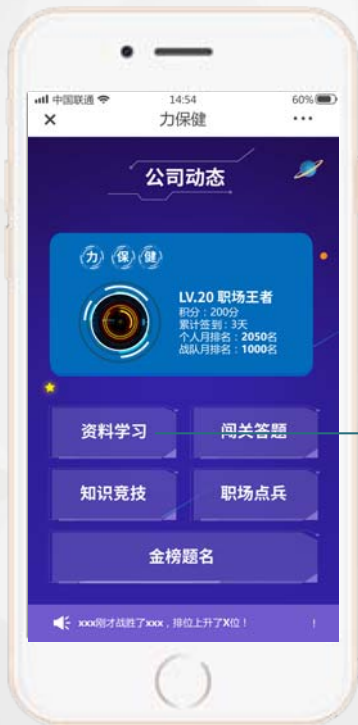 中国联通 14:54 60%
× 力保健 ···
公司动态
力 保 健
LV.20 职场王者
积分：200分
累计签到：3天
个人月排名：2050名
战队月排名：1000名
资料学习 闯关答题
知识竞技 职场点兵
金榜题名
xxx刚才战胜了xxx，排位上升了X位！ ！